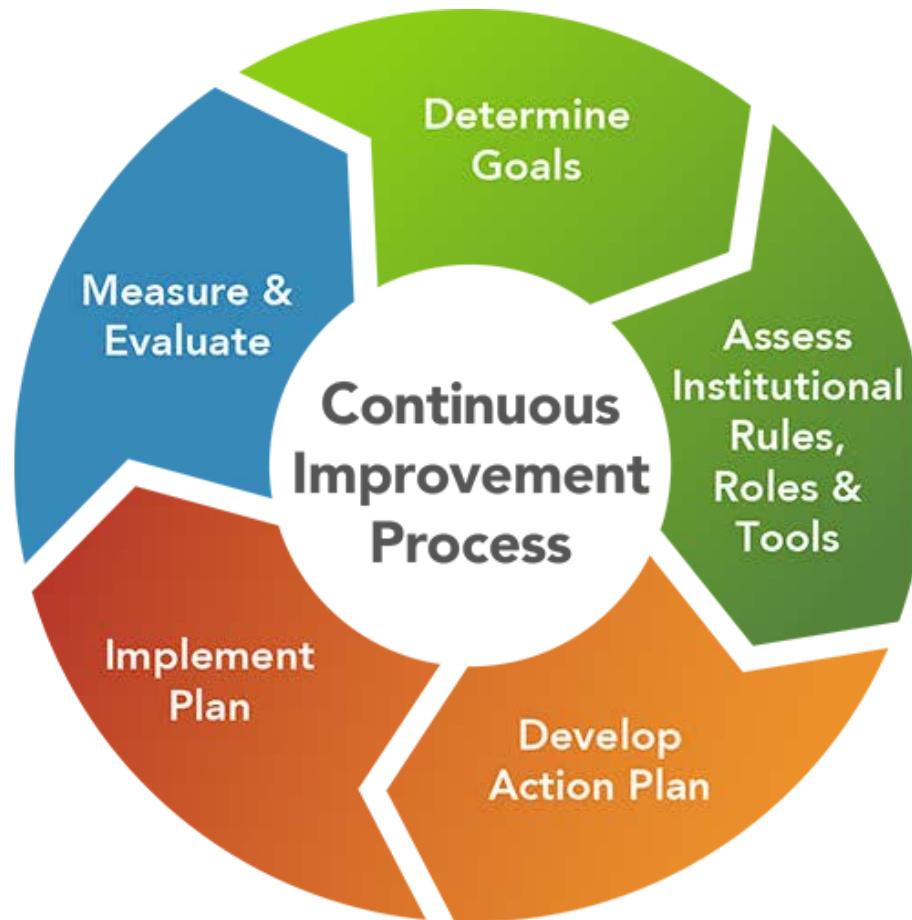 Continuous
Improvement
Process
Determine
Goals
Assess
Institutional
Rules,
Roles &
Tools
Develop
Action Plan
Implement
Plan
Measure &
Evaluate